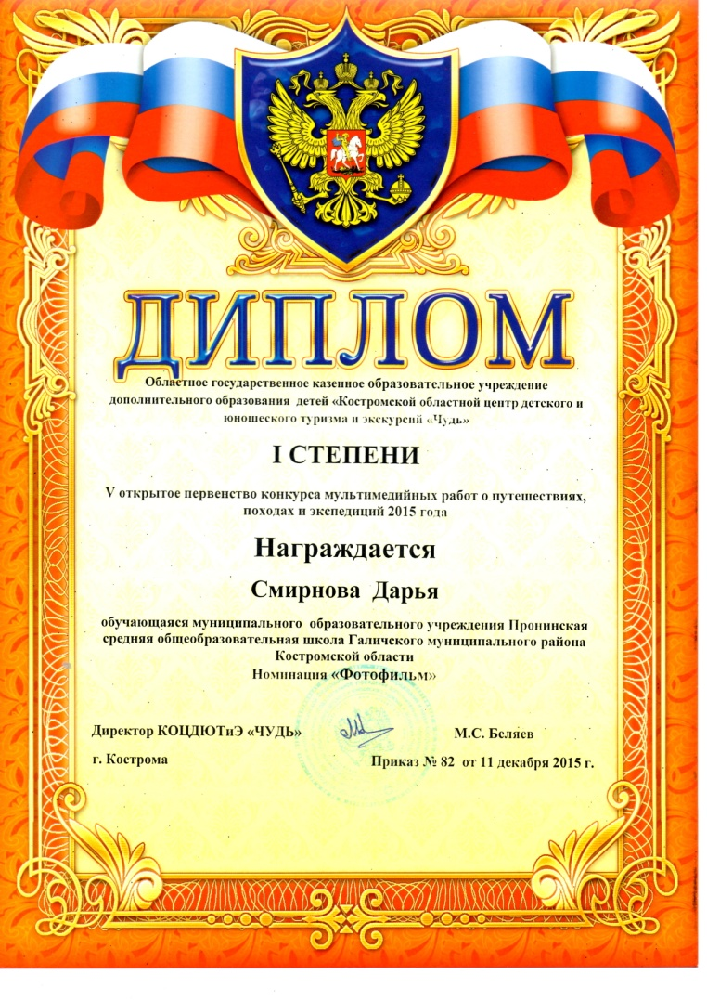 ДИПЛОМ
Областное государственное казенное образовательное учреждение
дополнительного образования детей «Костромской областной центр детского и
юношеского туризма и экскурсий «Чудь»
I СТЕПЕНИ
V открытое первенство конкурса мультимедийных работ о путешествиях,
походах и экспедиций 2015 года
Награждается
Смирнова Дарья
обучающаяся муниципального образовательного учреждения Пронинская
средняя общеобразовательная школа Галичского муниципального района
Костромской области
Номинация «Фотофильм»
Директор КОЦДЮТиЭ «ЧУДЬ» М.С. Беляев
г. Кострома Приказ № 82 от 11 декабря 2015 г.